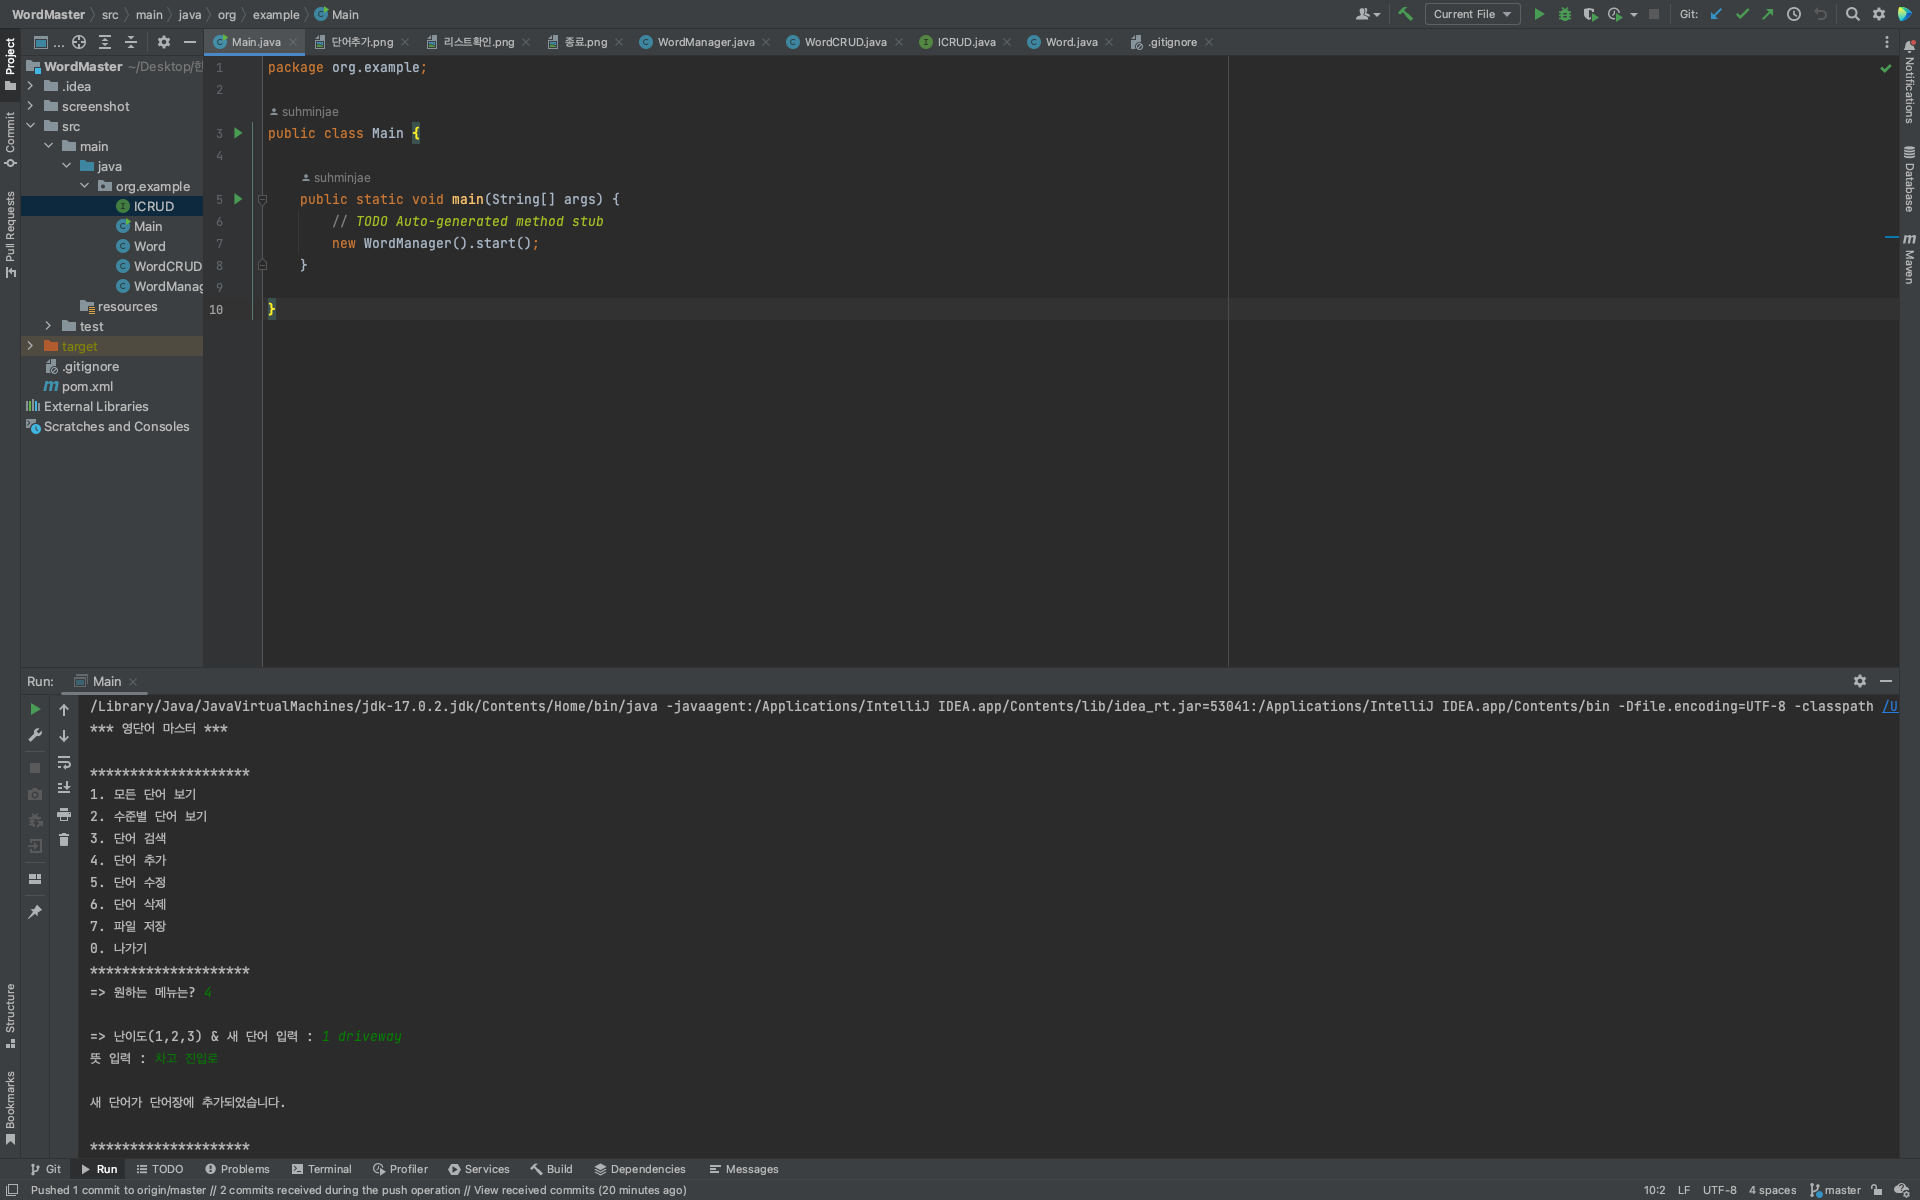 WordMaster src main java org example Main
Current File
Git:
Project
Main.java 단어추가.png 리스트확인.png 종료.png WordManager.java WordCRUD.java ICRUD.java Word.java .gitignore
WordMaster ~/Desktop/한
.idea
screenshot
src
main
java
org.example
ICRUD
Main
Word
WordCRUD
WordManag
resources
test
target
.gitignore
pom.xml
External Libraries
Scratches and Consoles
Commit
Pull Requests
1 package org.example;
2
suhminjae
3 public class Main {
4
suhminjae
5 public static void main(String[] args) {
6 // TODO Auto-generated method stub
7 new WordManager().start();
8 }
9
10 }
Notifications
Database
Maven
Run: Main
/Library/Java/JavaVirtualMachines/jdk-17.0.2.jdk/Contents/Home/bin/java -javaagent:/Applications/IntelliJ IDEA.app/Contents/lib/idea_rt.jar=53041:/Applications/IntelliJ IDEA.app/Contents/bin -Dfile.encoding=UTF-8 -classpath /U
*** 영단어 마스터 ***
********************
1. 모든 단어 보기
2. 수준별 단어 보기
3. 단어 검색
4. 단어 추가
5. 단어 수정
6. 단어 삭제
7. 파일 저장
0. 나가기
********************
=> 원하는 메뉴는? 4
=> 난이도(1,2,3) & 새 단어 입력 : 1 driveway
뜻 입력 : 차고 진입로
새 단어가 단어장에 추가되었습니다.
********************
Structure
Bookmarks
Git Run TODO Problems Terminal Profiler Services Build Dependencies Messages
Pushed 1 commit to origin/master // 2 commits received during the push operation // View received commits (20 minutes ago)
10:2 LF UTF-8 4 spaces master